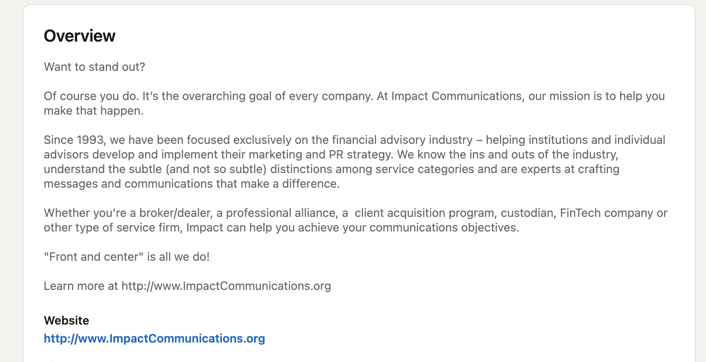 Overview
Want to stand out?
Of course you do. It’s the overarching goal of every company. At Impact Communications, our mission is to help you
make that happen.
Since 1993, we have been focused exclusively on the financial advisory industry – helping institutions and individual
advisors develop and implement their marketing and PR strategy. We know the ins and outs of the industry,
understand the subtle (and not so subtle) distinctions among service categories and are experts at crafting
messages and communications that make a difference.
Whether you’re a broker/dealer, a professional alliance, a  client acquisition program, custodian, FinTech company or
other type of service firm, Impact can help you achieve your communications objectives.
"Front and center" is all we do!
Learn more at http://www.ImpactCommunications.org
Website
http://www.ImpactCommunications.org